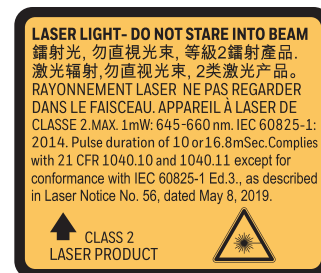 LASER LIGHT- DO NOT STARE INTO BEAM
鐳射光, 勿直視光束, 等級2鐳射產品.
激光辐射,勿直视光束, 2类激光产品。
RAYONNEMENT LASER NE PAS REGARDER
DANS LE FAISCEAU. APPAREIL À LASER DE
CLASSE 2.MAX. 1mW: 645-660 nm. IEC 60825-1:
2014. Pulse duration of 10 or16.8mSec.Complies
with 21 CFR 1040.10 and 1040.11 except for
conformance with IEC 60825-1 Ed.3., as described
in Laser Notice No. 56, dated May 8, 2019.
CLASS 2
LASER PRODUCT